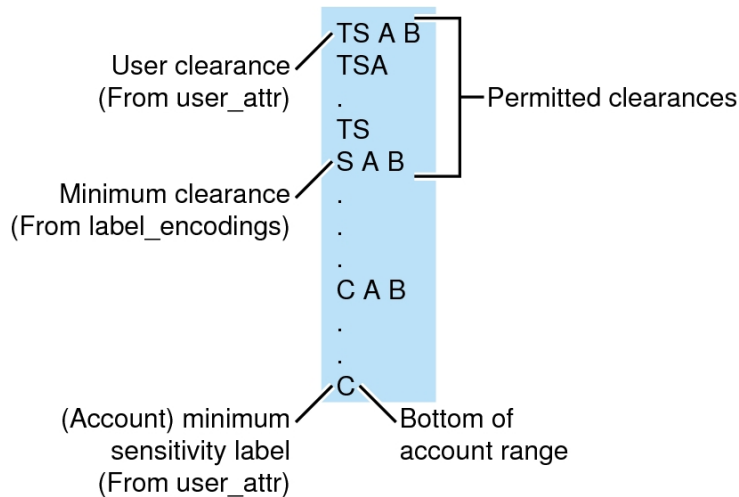 TS A B
User clearance
(From user_attr)
TSA
.
Permitted clearances
TS
S A B
Minimum clearance
(From label_encodings)
.
.
.
C A B
.
.
C
(Account) minimum
sensitivity label
(From user_attr)
Bottom of
account range